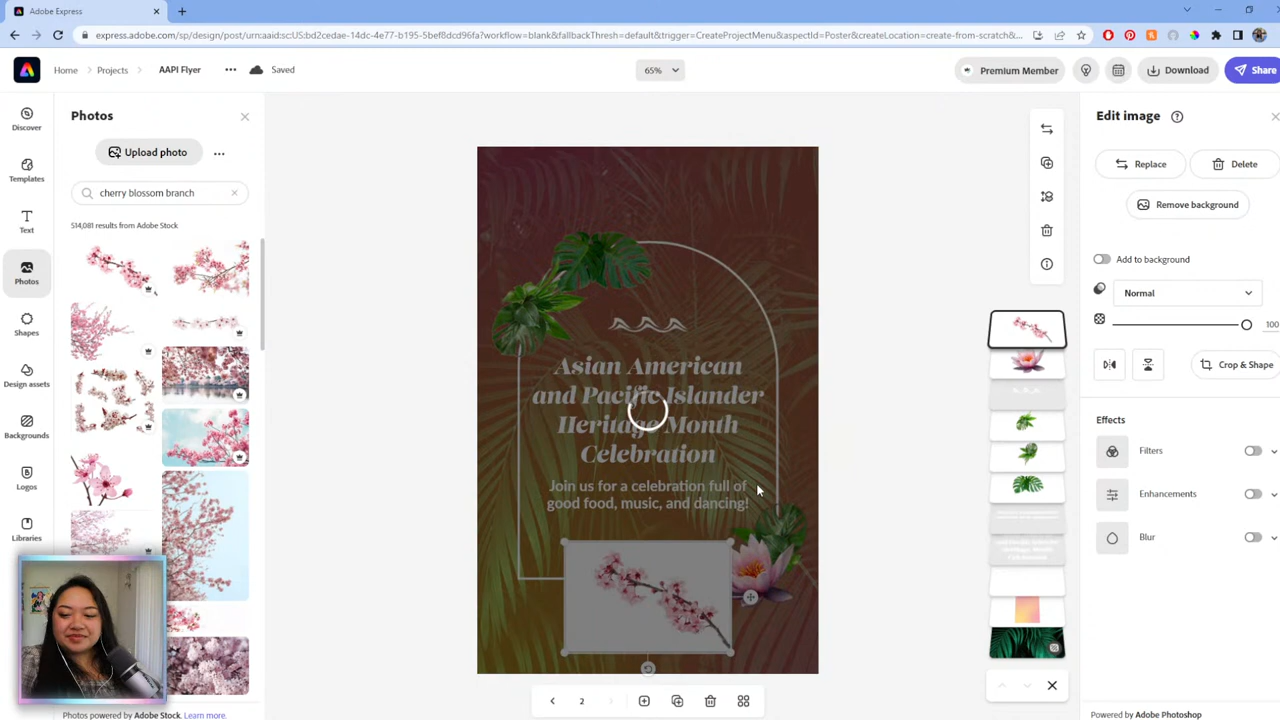 Adobe Express
express.adobe.com/sp/design/post/urn:caaid:sc:US:bd2cedae-14dc-4e77-b195-5bef8dcd9fcd?workflow=blank&fallbackThresh=default&trigger=CreateProjectMenu&aspectId=Poster&createLocation=create-from-scratch&...
Home
Projects
AAPI Flyer
Saved
65%
Premium Member
Download
Share
Discover
Templates
Text
Photos
Shapes
Design assets
Backgrounds
Logos
Libraries
Photos
Upload photo
cherry blossom branch
514,081 results from Adobe Stock
Photos powered by Adobe Stock. Learn more.
Asian American
and Pacific Islander
Heritage Month
Celebration
Join us for a celebration full of
good food, music, and dancing!
2
Edit image
Replace
Delete
Remove background
Add to background
Normal
100
Crop & Shape
Effects
Filters
Enhancements
Blur
Powered by Adobe Photoshop